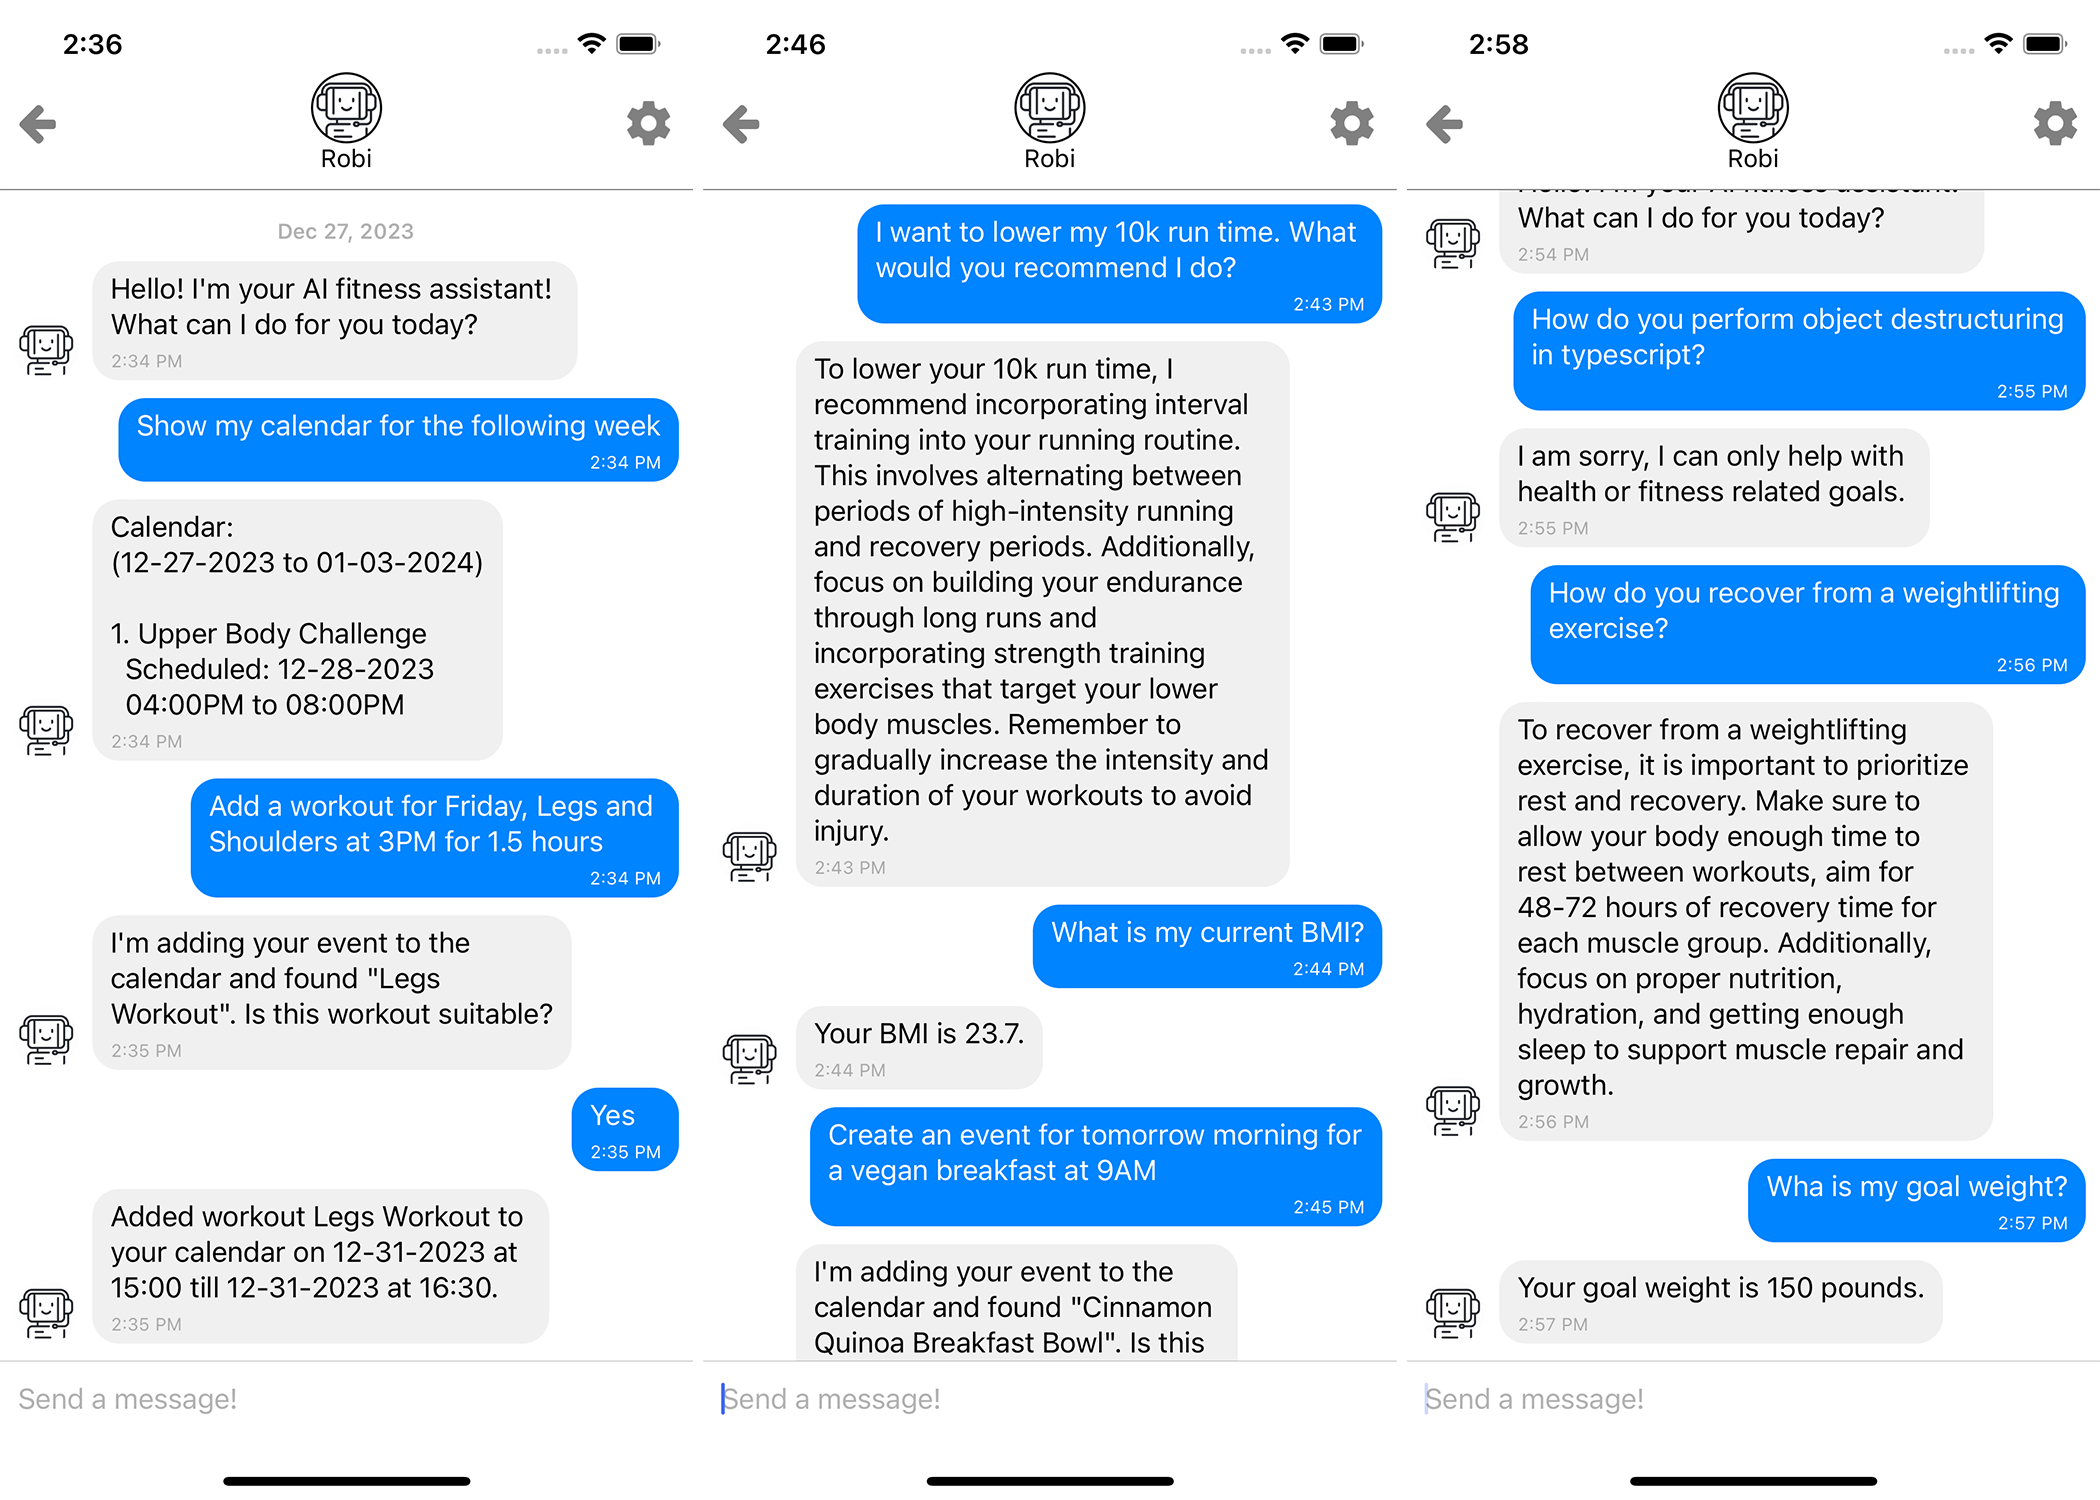 2:36
Robi
Dec 27, 2023
Hello! I'm your AI fitness assistant!
What can I do for you today?
2:34 PM
Show my calendar for the following week
2:34 PM
Calendar:
(12-27-2023 to 01-03-2024)
1. Upper Body Challenge
Scheduled: 12-28-2023
04:00PM to 08:00PM
2:34 PM
Add a workout for Friday, Legs and
Shoulders at 3PM for 1.5 hours
2:34 PM
I'm adding your event to the
calendar and found "Legs
Workout". Is this workout suitable?
2:35 PM
Yes
2:35 PM
Added workout Legs Workout to
your calendar on 12-31-2023 at
15:00 till 12-31-2023 at 16:30.
2:35 PM
Send a message!
2:46
Robi
I want to lower my 10k run time. What
would you recommend I do?
2:43 PM
To lower your 10k run time, I
recommend incorporating interval
training into your running routine.
This involves alternating between
periods of high-intensity running
and recovery periods. Additionally,
focus on building your endurance
through long runs and
incorporating strength training
exercises that target your lower
body muscles. Remember to
gradually increase the intensity and
duration of your workouts to avoid
injury.
2:43 PM
What is my current BMI?
2:44 PM
Your BMI is 23.7.
2:44 PM
Create an event for tomorrow morning for
a vegan breakfast at 9AM
2:45 PM
I'm adding your event to the
calendar and found "Cinnamon
Quinoa Breakfast Bowl". Is this
Send a message!
2:58
Robi
Hello! I'm your AI fitness assistant!
What can I do for you today?
2:54 PM
How do you perform object destructuring
in typescript?
2:55 PM
I am sorry, I can only help with
health or fitness related goals.
2:55 PM
How do you recover from a weightlifting
exercise?
2:56 PM
To recover from a weightlifting
exercise, it is important to prioritize
rest and recovery. Make sure to
allow your body enough time to
rest between workouts, aim for
48-72 hours of recovery time for
each muscle group. Additionally,
focus on proper nutrition,
hydration, and getting enough
sleep to support muscle repair and
growth.
2:56 PM
Wha is my goal weight?
2:57 PM
Your goal weight is 150 pounds.
2:57 PM
Send a message!